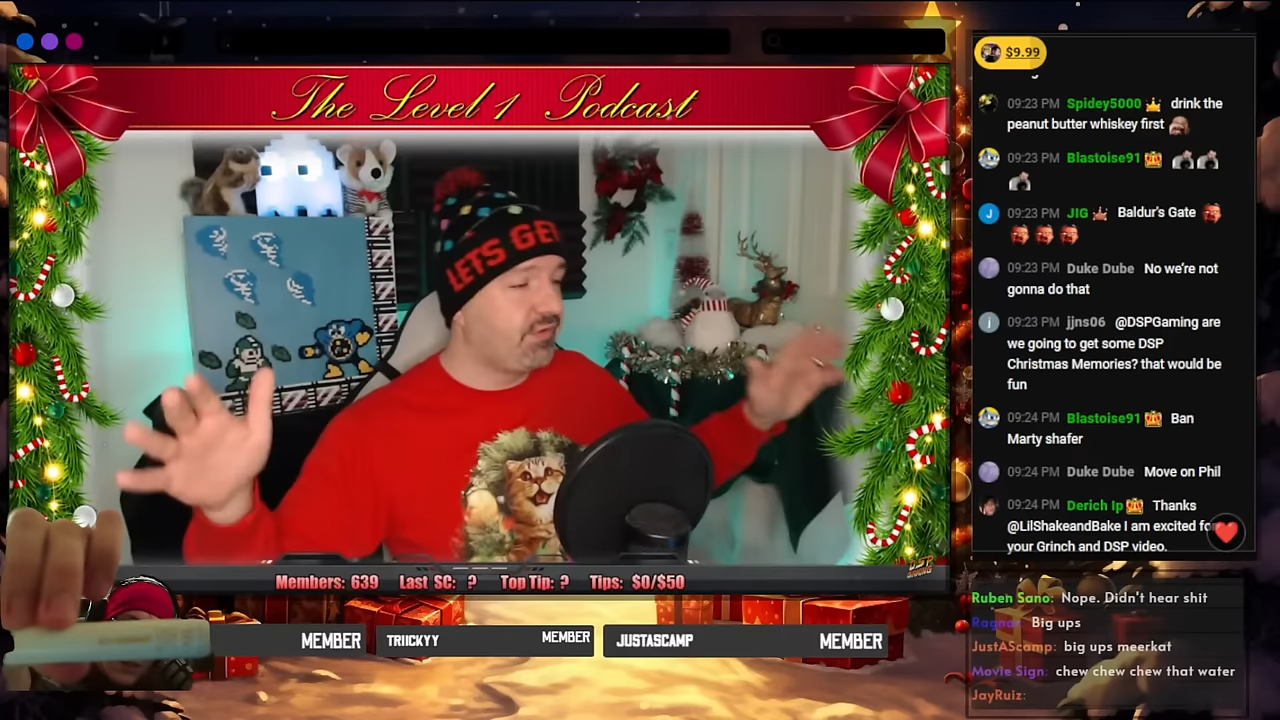 The Level 1 Podcast
LETS GET
Members: 639 Last SC: ? Top Tip: ? Tips: $0/$50
DSP
GAMING
MEMBER
TRIICKYY MEMBER
JUSTASCAMP MEMBER
$9.99
09:23 PM Spidey5000 drink the
peanut butter whiskey first
09:23 PM Blastoise91
J 09:23 PM JIG Baldur's Gate
09:23 PM Duke Dube No we're not
gonna do that
j 09:23 PM jjns06 @DSPGaming are
we going to get some DSP
Christmas Memories? that would be
fun
09:24 PM Blastoise91 Ban
Marty shafer
09:24 PM Duke Dube Move on Phil
09:24 PM Derich Ip Thanks
@LilShakeandBake I am excited for
your Grinch and DSP video.
Ruben Sano: Nope. Didn't hear shit
Ragnar Big ups
JustAScamp: big ups meerkat
Movie Sign: chew chew chew that water
JayRuiz: